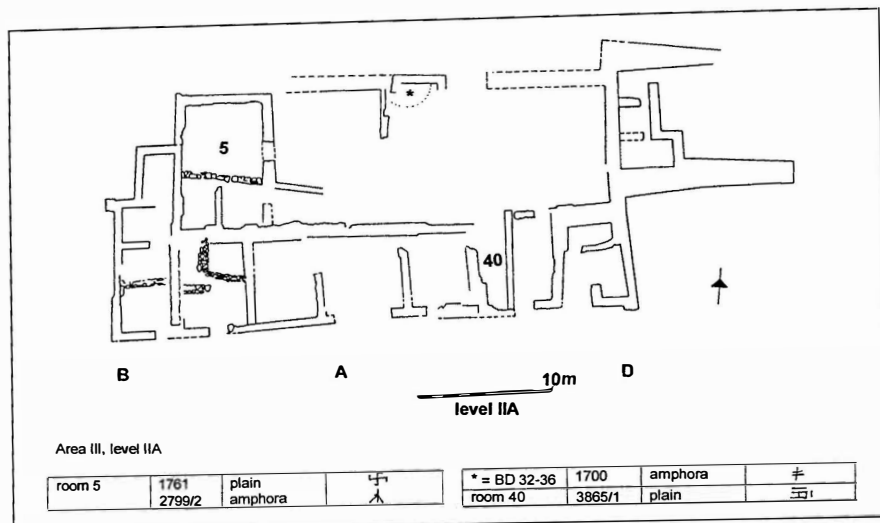 *
5
40
B
A
10m
D
level IIA
Area III, level IIA
room 5 1761 plain
2799/2 amphora
* = BD 32-36 1700 amphora
room 40 3865/1 plain